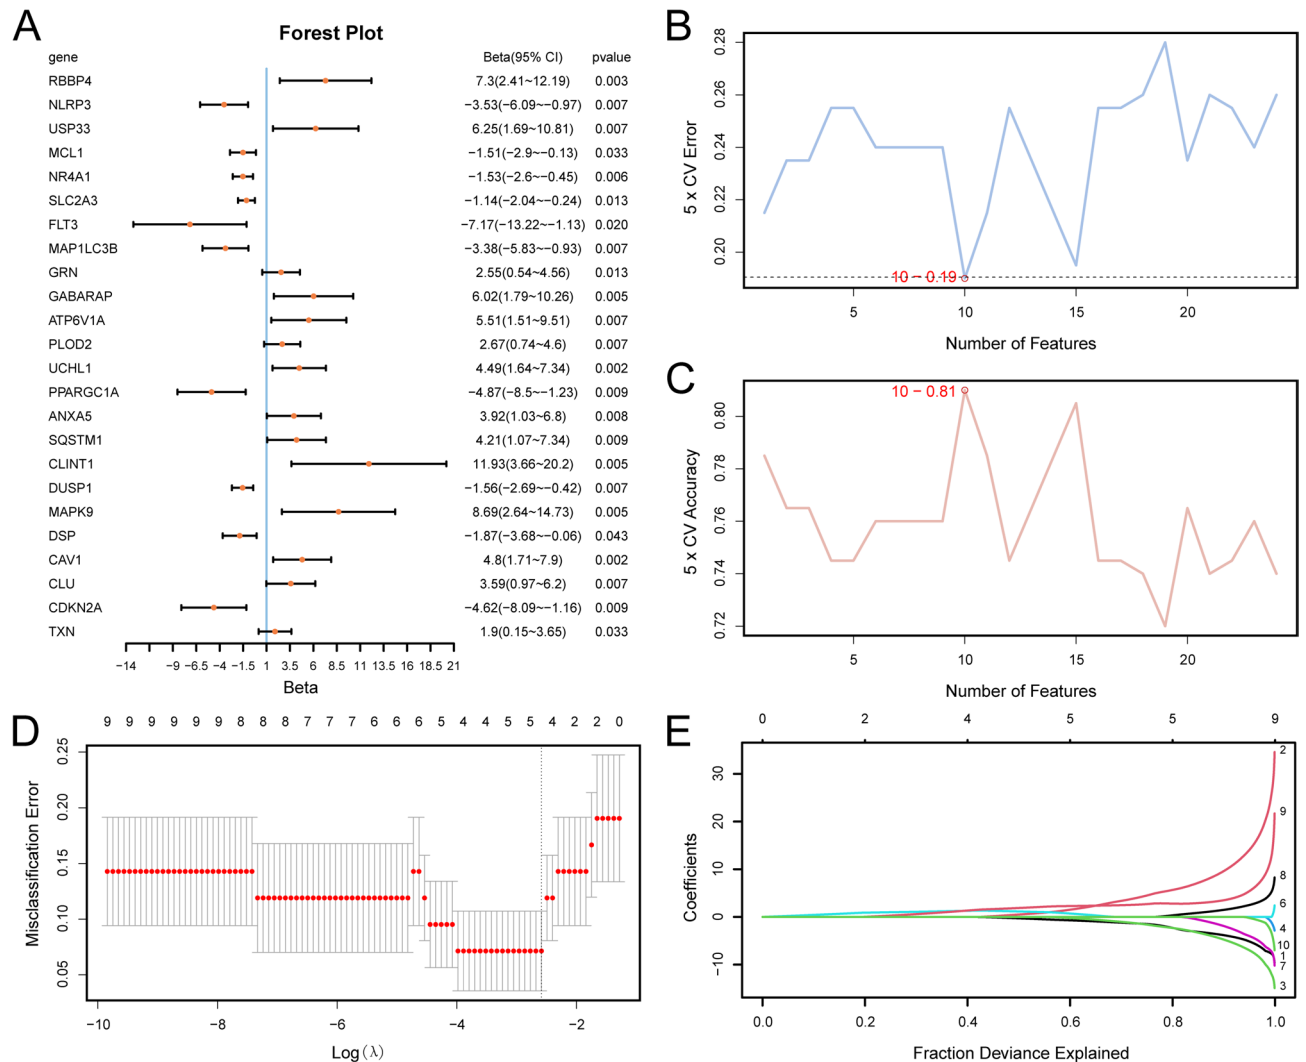 A
Forest Plot
gene Beta(95% CI) pvalue
RBBP4 7.3(2.41~12.19) 0.003
NLRP3 −3.53(−6.09~−0.97) 0.007
USP33 6.25(1.69~10.81) 0.007
MCL1 −1.51(−2.9~−0.13) 0.033
NR4A1 −1.53(−2.6~−0.45) 0.006
SLC2A3 −1.14(−2.04~−0.24) 0.013
FLT3 −7.17(−13.22~−1.13) 0.020
MAP1LC3B −3.38(−5.83~−0.93) 0.007
GRN 2.55(0.54~4.56) 0.013
GABARAP 6.02(1.79~10.26) 0.005
ATP6V1A 5.51(1.51~9.51) 0.007
PLOD2 2.67(0.74~4.6) 0.007
UCHL1 4.49(1.64~7.34) 0.002
PPARGC1A −4.87(−8.5~−1.23) 0.009
ANXA5 3.92(1.03~6.8) 0.008
SQSTM1 4.21(1.07~7.34) 0.009
CLINT1 11.93(3.66~20.2) 0.005
DUSP1 −1.56(−2.69~−0.42) 0.007
MAPK9 8.69(2.64~14.73) 0.005
DSP −1.87(−3.68~−0.06) 0.043
CAV1 4.8(1.71~7.9) 0.002
CLU 3.59(0.97~6.2) 0.007
CDKN2A −4.62(−8.09~−1.16) 0.009
TXN 1.9(0.15~3.65) 0.033
−14 −9 −6.5 −4 −1.5 1 3.5 6 8.5 11 13.5 16 18.5 21
Beta
B
5 x CV Error
0.28
0.26
0.24
0.22
0.20
10 − 0.19
5 10 15 20
Number of Features
C
5 x CV Accuracy
0.80
0.78
0.76
0.74
0.72
10 − 0.81
5 10 15 20
Number of Features
D
9 9 9 9 9 9 8 8 8 7 7 7 6 6 5 4 4 5 5 4 2 0
Misclassification Error
0.25
0.20
0.15
0.10
0.05
−10 −8 −6 −4 −2
Log(λ)
E
0 2 4 5 5 9
Coefficients
30
20
10
0
−10
2
9
8
6
4
10
1
7
3
0.0 0.2 0.4 0.6 0.8 1.0
Fraction Deviance Explained